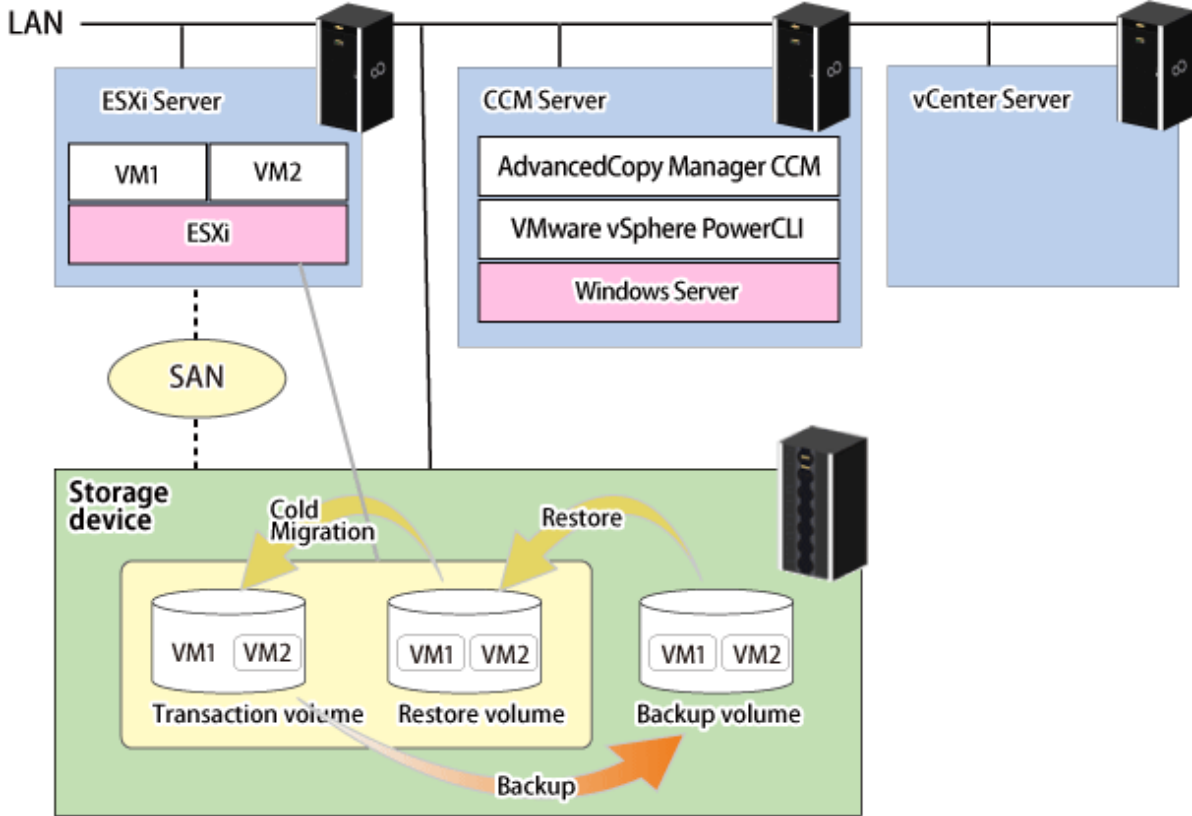 LAN
ESXi Server
VM1
VM2
ESXi
CCM Server
AdvancedCopy Manager CCM
VMware vSphere PowerCLI
Windows Server
vCenter Server
SAN
Storage
device
Cold
Migration
Restore
VM1
VM2
Transaction volume
VM1
VM2
Restore volume
VM1
VM2
Backup volume
Backup